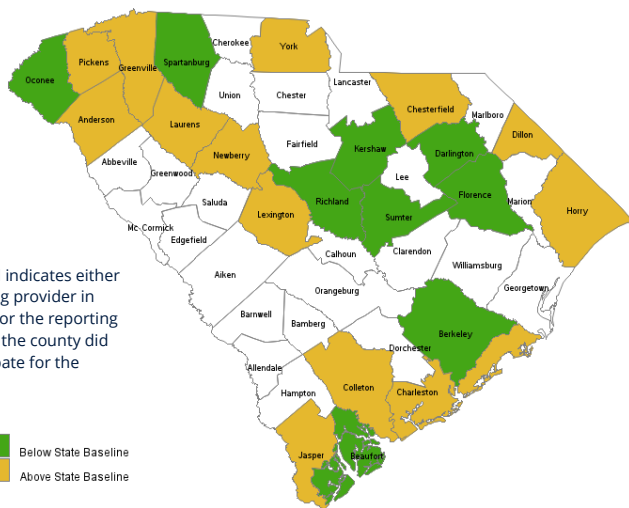 Cherokee
York
Spartanburg
Pickens
Greenville
Oconee
Lancaster
Union
Chester
Chesterfield
Marlboro
Anderson
Laurens
Dillon
Fairfield
Kershaw
Darlington
Newberry
Abbeville
Greenwood
Lee
Florence
Marion
Saluda
Richland
Sumter
Horry
Lexington
Mc Cormick
Edgefield
Calhoun
Clarendon
Williamsburg
Aiken
Orangeburg
Georgetown
Barnwell
Bamberg
Berkeley
Dorchester
Allendale
Hampton
Colleton
Charleston
Jasper
Beaufort
indicates either
g provider in
or the reporting
the county did
pate for the
Below State Baseline
Above State Baseline